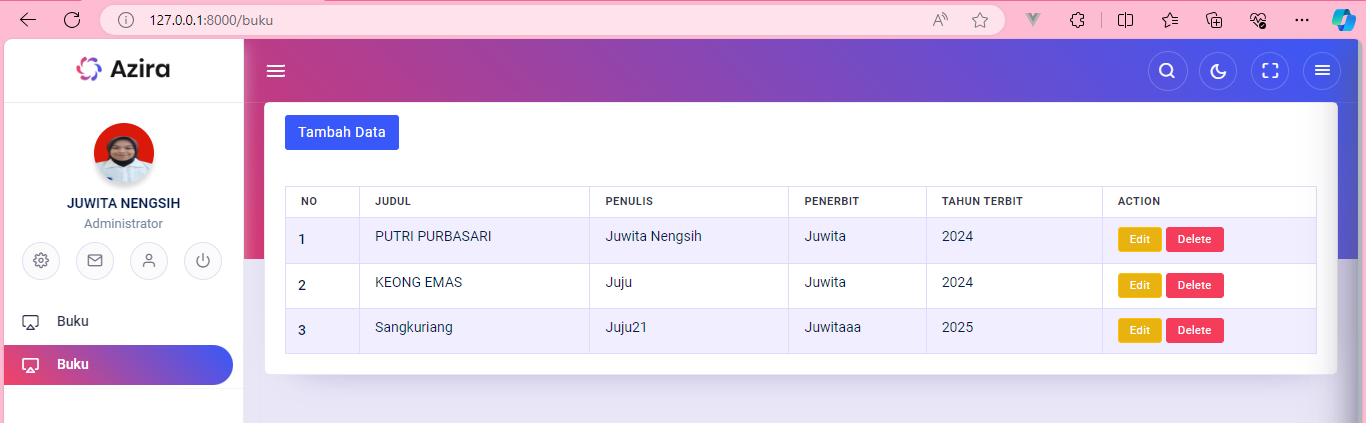 127.0.0.1:8000/buku
Azira
JUWITA NENGSIH
Administrator
Buku
Buku
Tambah Data
NO JUDUL PENULIS PENERBIT TAHUN TERBIT ACTION
1 PUTRI PURBASARI Juwita Nengsih Juwita 2024 Edit Delete
2 KEONG EMAS Juju Juwita 2024 Edit Delete
3 Sangkuriang Juju21 Juwitaaa 2025 Edit Delete